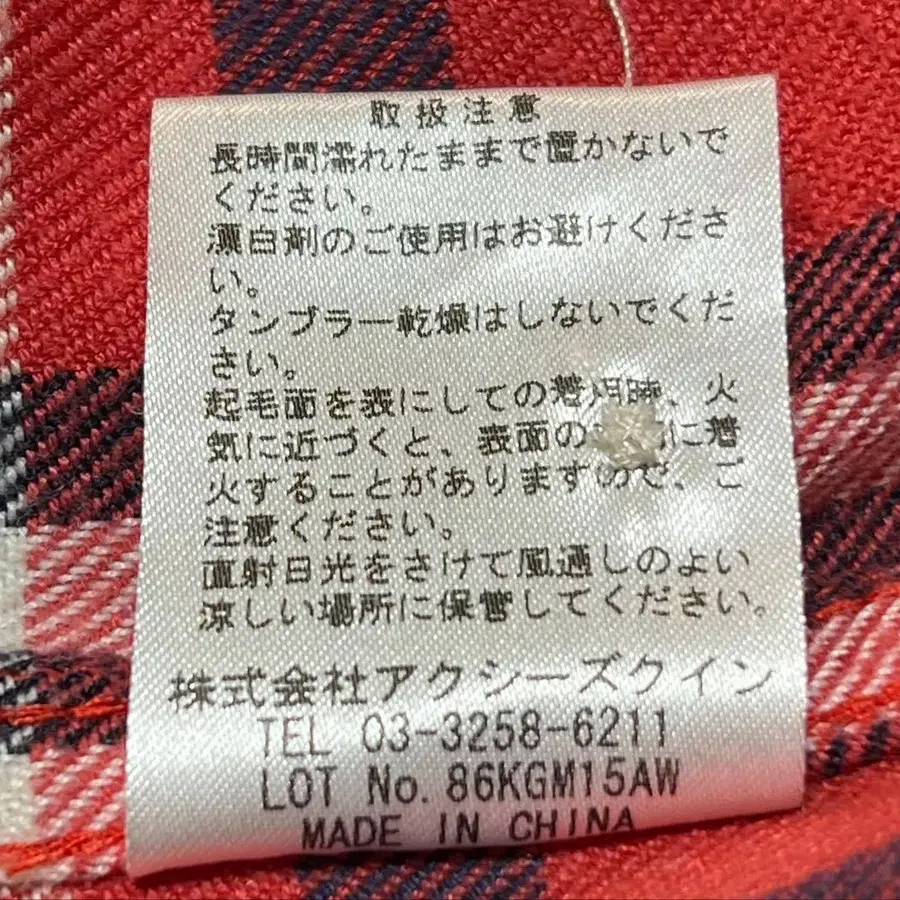 取扱注意
長時間濡れたままで置かないで
ください。
漂白剤のご使用はお避けくださ
い。
タンブラー乾燥はしないでくだ
さい。
起毛面を表にしての着用時、火
気に近づくと、表面の に着
火することがありますので、ご
注意ください。
直射日光をさけて風通しのよい
涼しい場所に保管してください。
株式会社アクシーズクイン
TEL 03-3258-6211
LOT No. 86KGM15AW
MADE IN CHINA